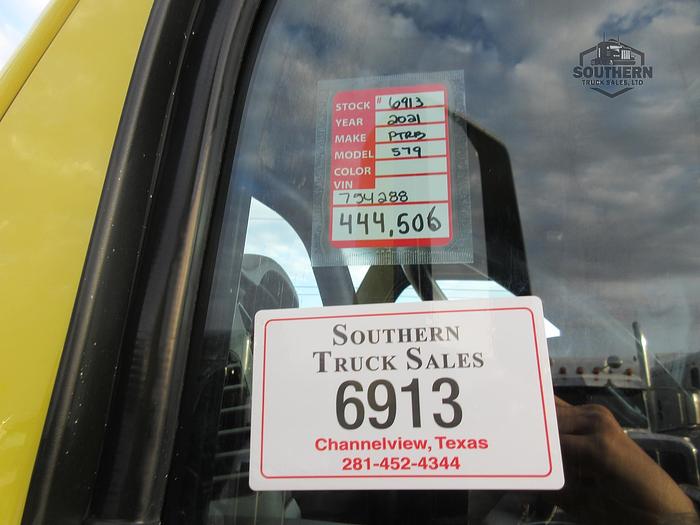 SOUTHERN
TRUCK SALES, LTD
STOCK # 6913
YEAR 2021
MAKE PTRB
MODEL 579
COLOR
VIN
754288
444,506
SOUTHERN
TRUCK SALES
6913
Channelview, Texas
281-452-4344